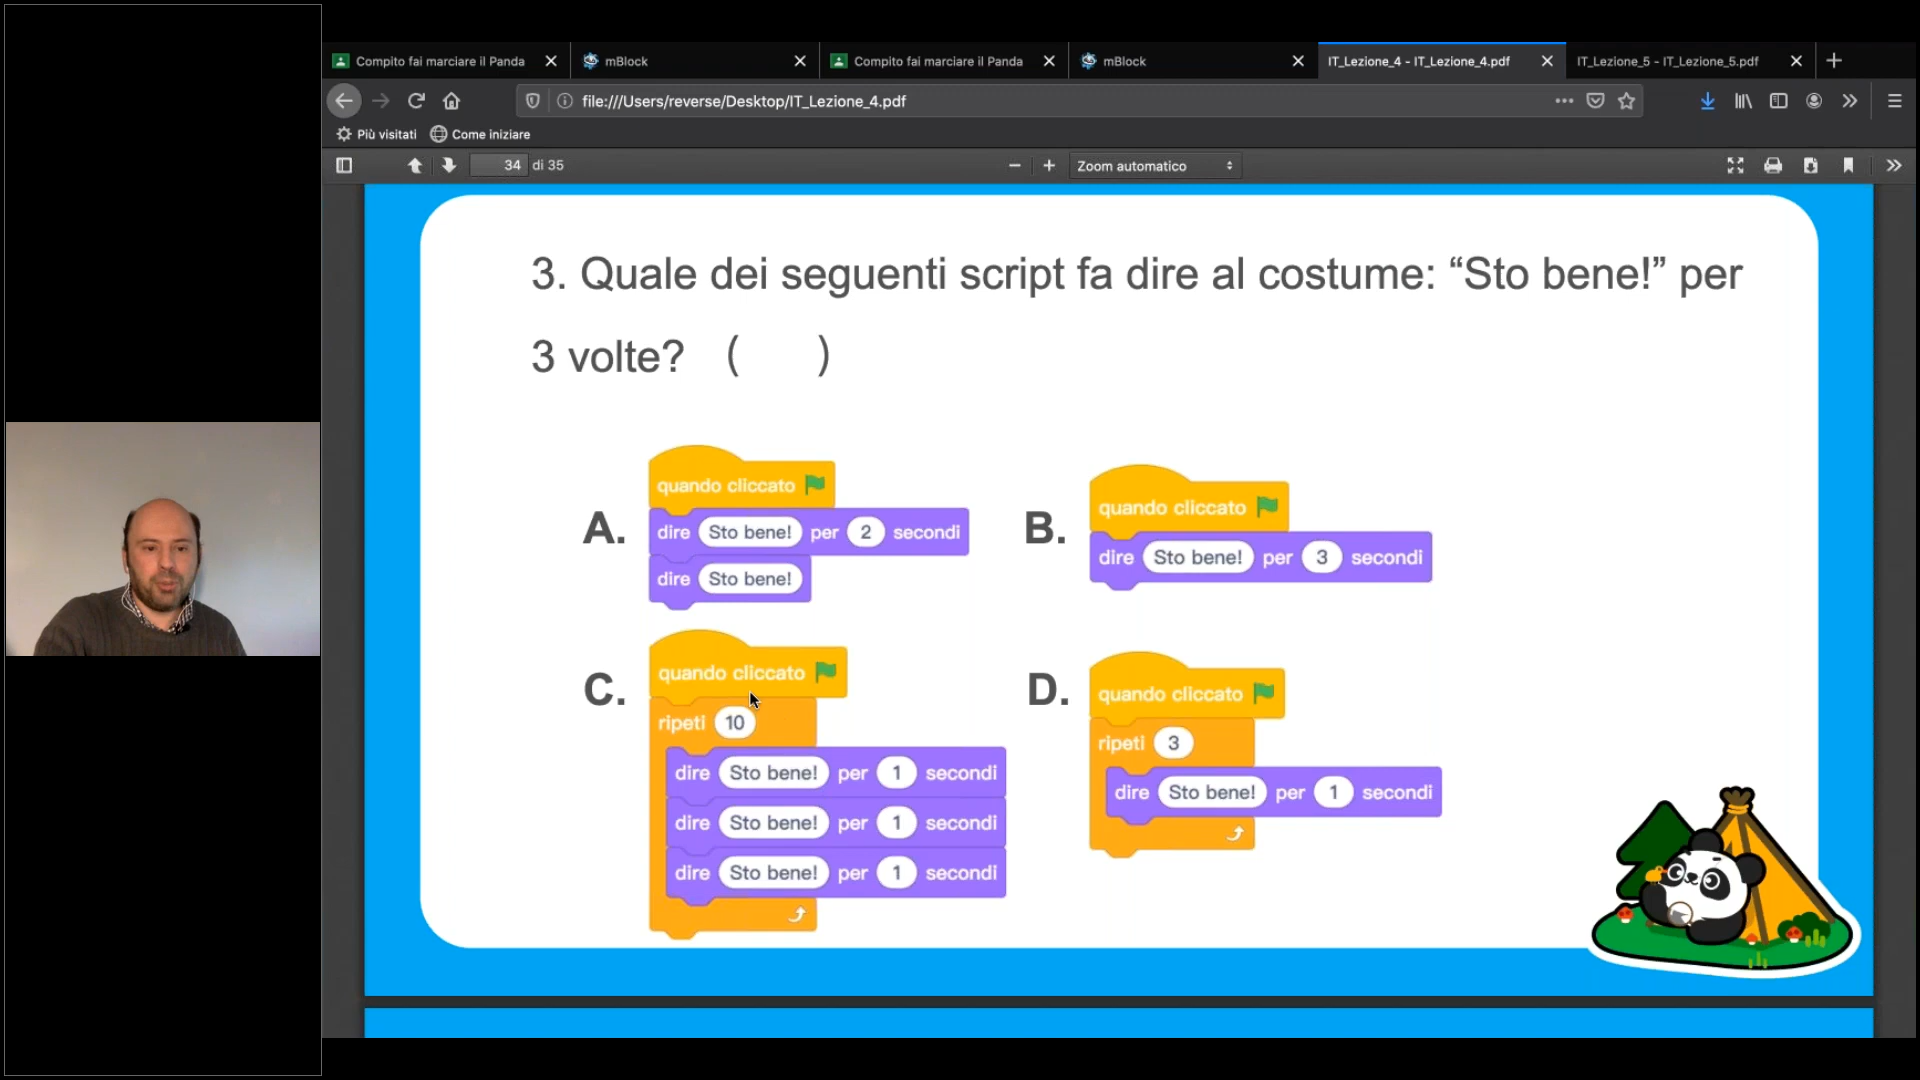 Compito fai marciare il Panda
mBlock
Compito fai marciare il Panda
mBlock
IT_Lezione_4 - IT_Lezione_4.pdf
IT_Lezione_5 - IT_Lezione_5.pdf
file:///Users/reverse/Desktop/IT_Lezione_4.pdf
Più visitati
Come iniziare
34 di 35
Zoom automatico
3. Quale dei seguenti script fa dire al costume: “Sto bene!” per
3 volte? ( )
A.
quando cliccato
dire Sto bene! per 2 secondi
dire Sto bene!
B.
quando cliccato
dire Sto bene! per 3 secondi
C.
quando cliccato
ripeti 10
dire Sto bene! per 1 secondi
dire Sto bene! per 1 secondi
dire Sto bene! per 1 secondi
D.
quando cliccato
ripeti 3
dire Sto bene! per 1 secondi